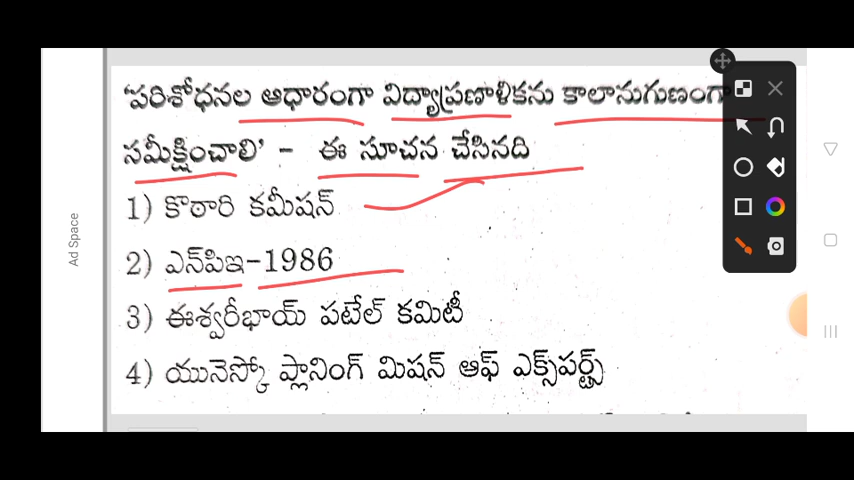 'పరిశోధనల ఆధారంగా విద్యాప్రణాళికను కాలానుగుణంగా
సమీక్షించాలి' - ఈ సూచన చేసినది
1) కొఠారి కమీషన్
2) ఎన్‌పిఇ-1986
3) ఈశ్వరీభాయ్ పటేల్ కమిటీ
4) యునెస్కో ప్లానింగ్ మిషన్ ఆఫ్ ఎక్స్‌పర్ట్స్
Ad Space